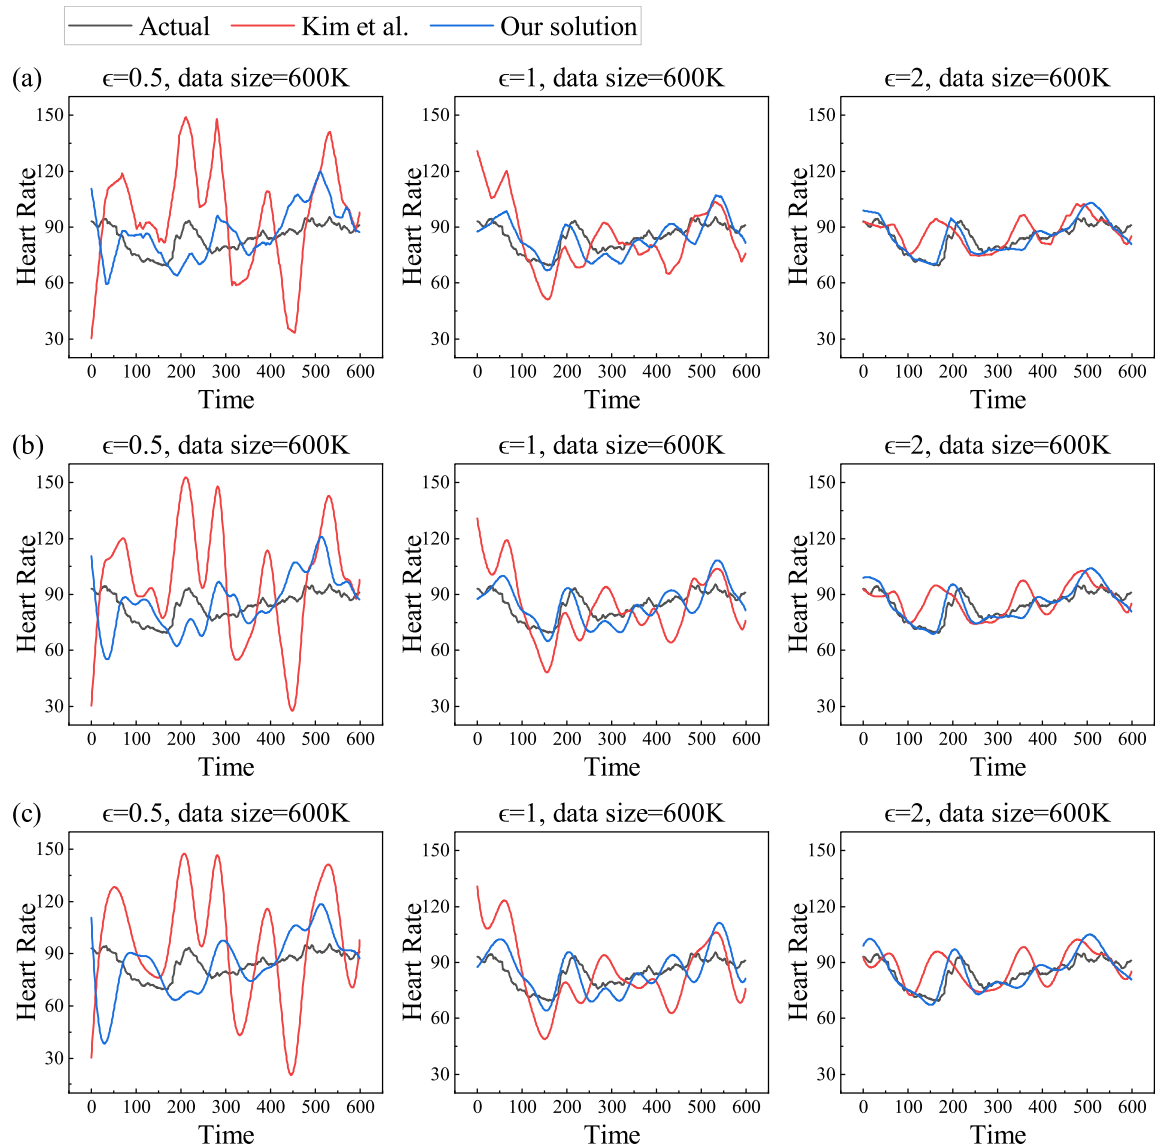 Actual Kim et al. Our solution
(a) ϵ=0.5, data size=600K ϵ=1, data size=600K ϵ=2, data size=600K
Heart Rate Heart Rate Heart Rate
150 150 150
120 120 120
90 90 90
60 60 60
30 30 30
0 100 200 300 400 500 600 0 100 200 300 400 500 600 0 100 200 300 400 500 600
Time Time Time
(b) ϵ=0.5, data size=600K ϵ=1, data size=600K ϵ=2, data size=600K
Heart Rate Heart Rate Heart Rate
150 150 150
120 120 120
90 90 90
60 60 60
30 30 30
0 100 200 300 400 500 600 0 100 200 300 400 500 600 0 100 200 300 400 500 600
Time Time Time
(c) ϵ=0.5, data size=600K ϵ=1, data size=600K ϵ=2, data size=600K
Heart Rate Heart Rate Heart Rate
150 150 150
120 120 120
90 90 90
60 60 60
30 30 30
0 100 200 300 400 500 600 0 100 200 300 400 500 600 0 100 200 300 400 500 600
Time Time Time